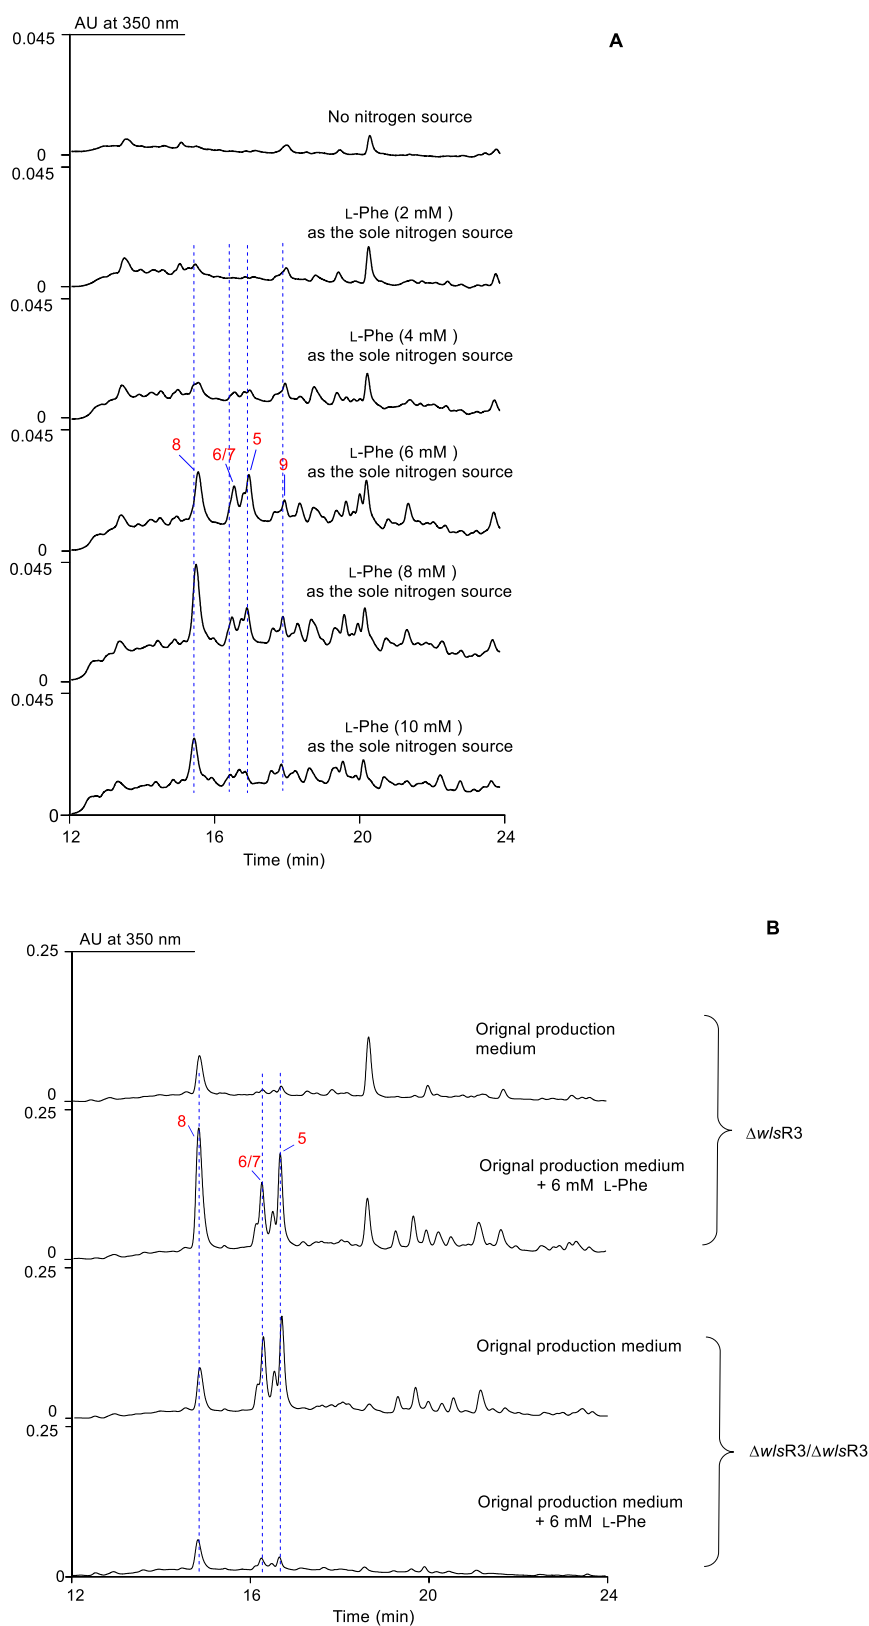 AU at 350 nm
A
0.045
No nitrogen source
0
0.045
L-Phe (2 mM )
as the sole nitrogen source
0
0.045
L-Phe (4 mM )
as the sole nitrogen source
0
0.045
8
6/7
5
9
L-Phe (6 mM )
as the sole nitrogen source
0
0.045
L-Phe (8 mM )
as the sole nitrogen source
0
0.045
L-Phe (10 mM )
as the sole nitrogen source
0
12
16
20
24
Time (min)
B
AU at 350 nm
0.25
Orignal production
medium
0
0.25
8
6/7
5
Orignal production medium
+ 6 mM L-Phe
0
ΔwlsR3
0.25
Orignal production medium
0
0.25
Orignal production medium
+ 6 mM L-Phe
0
ΔwlsR3/ΔwlsR3
12
16
20
24
Time (min)